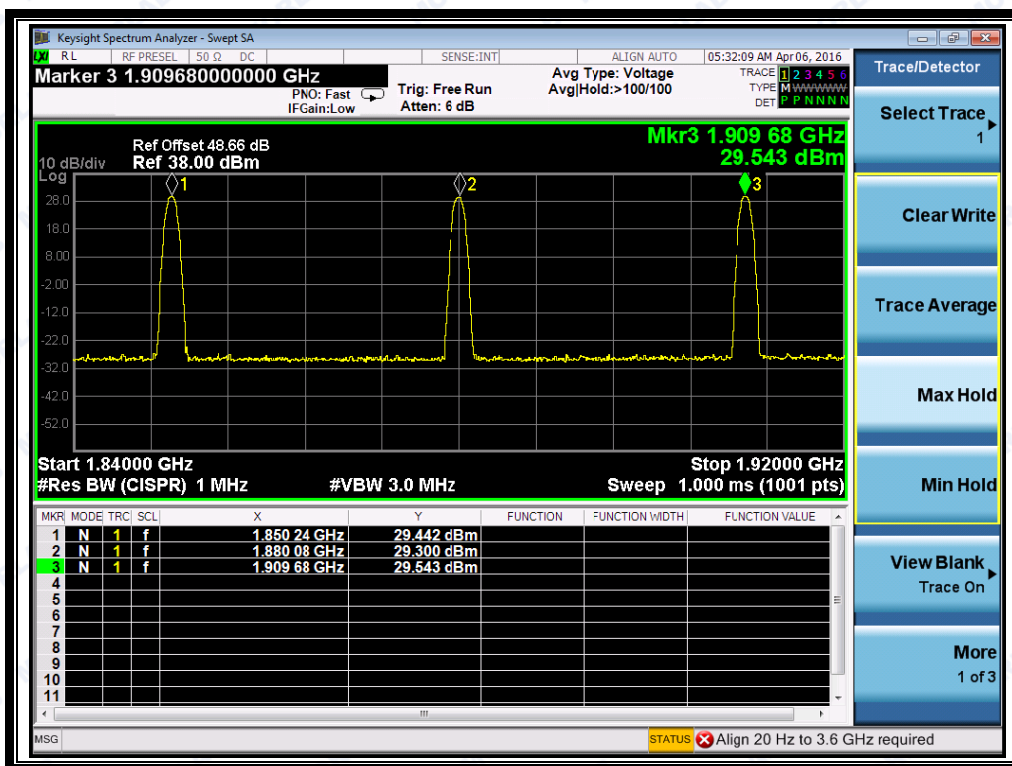 Keysight Spectrum Analyzer - Swept SA
LXI RL RF PRESEL 50 Ω DC SENSE:INT ALIGN AUTO 05:32:09 AM Apr 06, 2016
Marker 3 1.909680000000 GHz
PNO: Fast
IFGain:Low
Trig: Free Run
Atten: 6 dB
Avg Type: Voltage
Avg|Hold:>100/100
TRACE 1 2 3 4 5 6
TYPE M W W W W W
DET P P N N N N
Mkr3 1.909 68 GHz
29.543 dBm
Ref Offset 48.66 dB
10 dB/div Ref 38.00 dBm
Log
1
2
3
28.0
18.0
8.00
-2.00
-12.0
-22.0
-32.0
-42.0
-52.0
Start 1.84000 GHz Stop 1.92000 GHz
#Res BW (CISPR) 1 MHz #VBW 3.0 MHz Sweep 1.000 ms (1001 pts)
MKR MODE TRC SCL X Y FUNCTION FUNCTION WIDTH FUNCTION VALUE
1 N 1 f 1.850 24 GHz 29.442 dBm
2 N 1 f 1.880 08 GHz 29.300 dBm
3 N 1 f 1.909 68 GHz 29.543 dBm
4
5
6
7
8
9
10
11
MSG STATUS Align 20 Hz to 3.6 GHz required
Trace/Detector
Select Trace
1
Clear Write
Trace Average
Max Hold
Min Hold
View Blank
Trace On
More
1 of 3